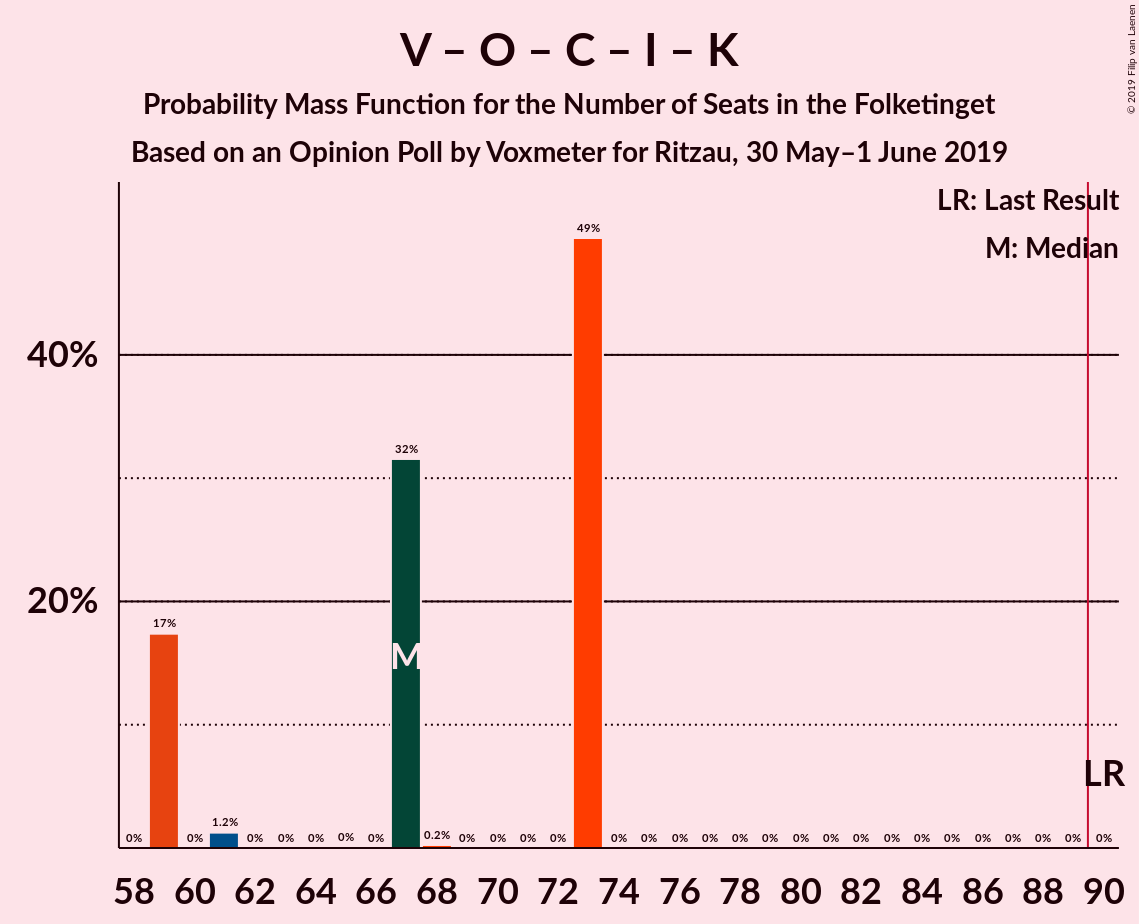 V – O – C – I – K
Probability Mass Function for the Number of Seats in the Folketinget
Based on an Opinion Poll by Voxmeter for Ritzau, 30 May–1 June 2019
© 2019 Filip van Laenen
LR: Last Result
M: Median
49%
40%
32%
20%
17%
M
LR
0% 0% 1.2% 0% 0% 0% 0% 0% 0.2% 0% 0% 0% 0% 0% 0% 0% 0% 0% 0% 0% 0% 0% 0% 0% 0% 0% 0% 0% 0% 0%
58 60 62 64 66 68 70 72 74 76 78 80 82 84 86 88 90